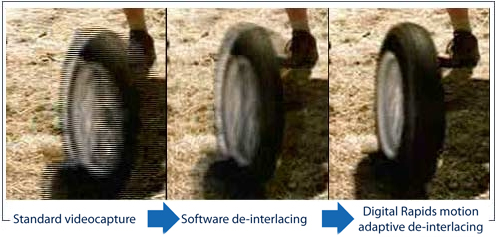 Standard videocapture
Software de-interlacing
Digital Rapids motion
adaptive de-interlacing